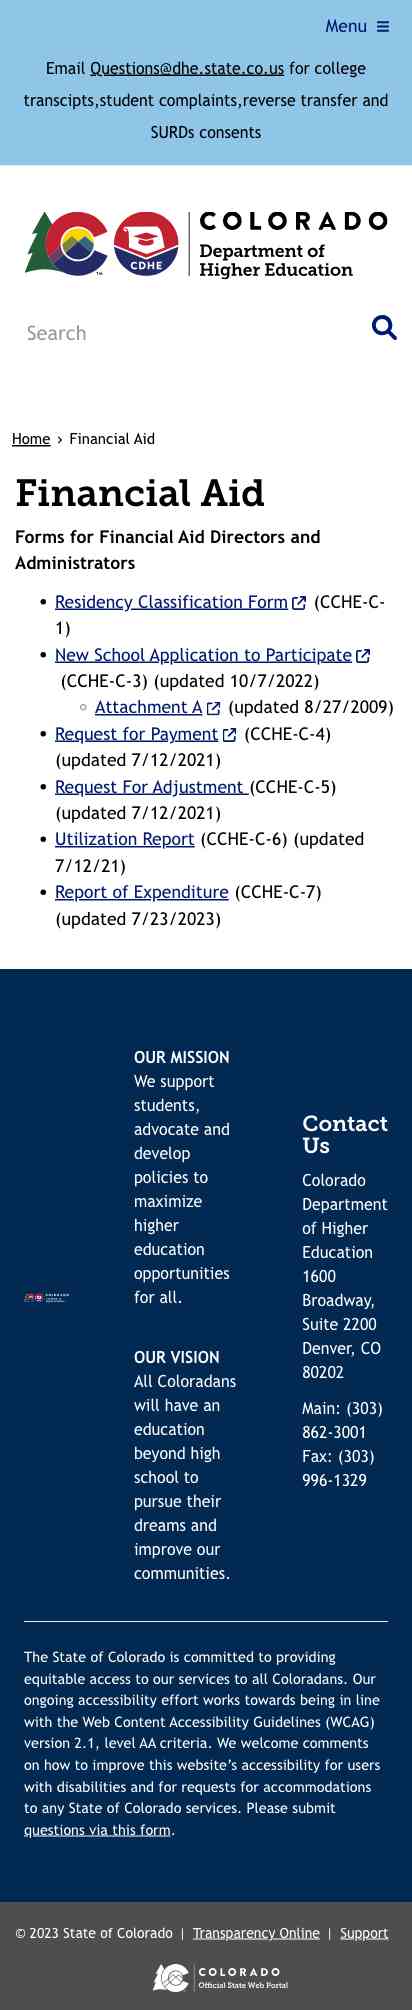 Menu
Email Questions@dhe.state.co.us for college
transcipts,student complaints,reverse transfer and
SURDs consents
CDHE
TM
COLORADO
Department of
Higher Education
Search
Home › Financial Aid
Financial Aid
Forms for Financial Aid Directors and
Administrators
• Residency Classification Form (CCHE-C-
1)
• New School Application to Participate
(CCHE-C-3) (updated 10/7/2022)
◦ Attachment A (updated 8/27/2009)
• Request for Payment (CCHE-C-4)
(updated 7/12/2021)
• Request For Adjustment (CCHE-C-5)
(updated 7/12/2021)
• Utilization Report (CCHE-C-6) (updated
7/12/21)
• Report of Expenditure (CCHE-C-7)
(updated 7/23/2023)
OUR MISSION
We support
students,
advocate and
develop
policies to
maximize
higher
education
opportunities
for all.
OUR VISION
All Coloradans
will have an
education
beyond high
school to
pursue their
dreams and
improve our
communities.
Contact
Us
Colorado
Department
of Higher
Education
1600
Broadway,
Suite 2200
Denver, CO
80202
Main: (303)
862-3001
Fax: (303)
996-1329
The State of Colorado is committed to providing
equitable access to our services to all Coloradans. Our
ongoing accessibility effort works towards being in line
with the Web Content Accessibility Guidelines (WCAG)
version 2.1, level AA criteria. We welcome comments
on how to improve this website's accessibility for users
with disabilities and for requests for accommodations
to any State of Colorado services. Please submit
questions via this form.
© 2023 State of Colorado | Transparency Online | Support
COLORADO
Official State Web Portal